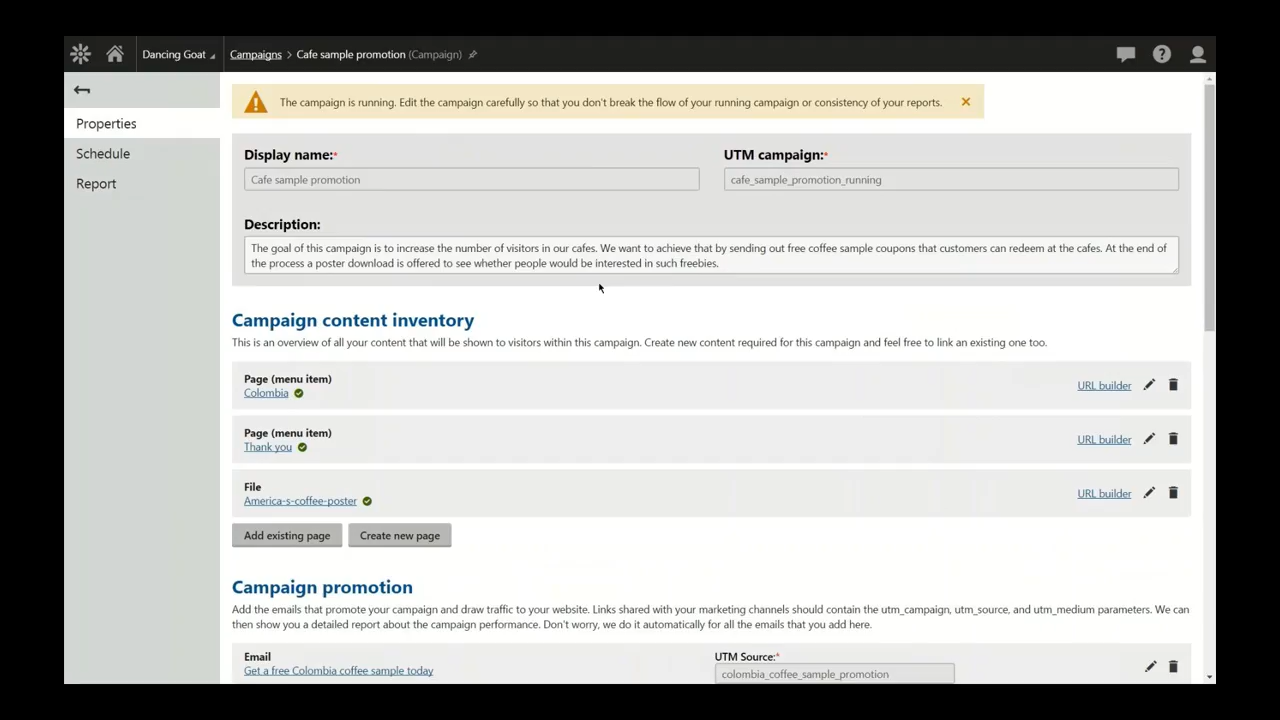 Dancing Goat
Campaigns > Cafe sample promotion (Campaign)
Properties
Schedule
Report
The campaign is running. Edit the campaign carefully so that you don't break the flow of your running campaign or consistency of your reports.
Display name:*
UTM campaign:*
Cafe sample promotion
cafe_sample_promotion_running
Description:
The goal of this campaign is to increase the number of visitors in our cafes. We want to achieve that by sending out free coffee sample coupons that customers can redeem at the cafes. At the end of
the process a poster download is offered to see whether people would be interested in such freebies.
Campaign content inventory
This is an overview of all your content that will be shown to visitors within this campaign. Create new content required for this campaign and feel free to link an existing one too.
Page (menu item)
Colombia
URL builder
Page (menu item)
Thank you
URL builder
File
America-s-coffee-poster
URL builder
Add existing page
Create new page
Campaign promotion
Add the emails that promote your campaign and draw traffic to your website. Links shared with your marketing channels should contain the utm_campaign, utm_source, and utm_medium parameters. We can
then show you a detailed report about the campaign performance. Don't worry, we do it automatically for all the emails that you add here.
Email
UTM Source:*
Get a free Colombia coffee sample today
colombia_coffee_sample_promotion